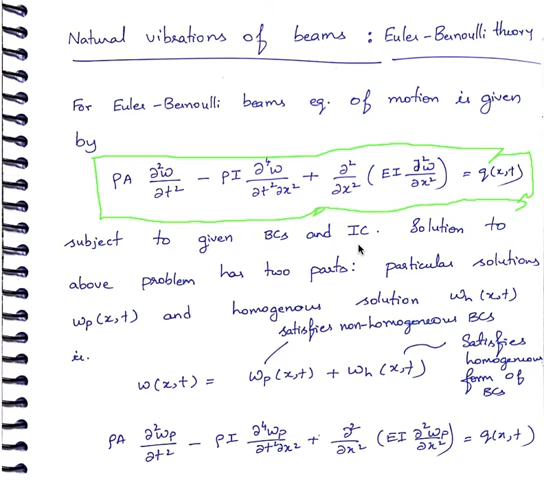 Natural vibrations of beams : Euler-Bernoulli theory
For Euler-Bernoulli beams eq. of motion is given
by
ρA ∂²w/∂t² - ρI ∂⁴w/∂t²∂x² + ∂²/∂x² (EI ∂²w/∂x²) = q(x,t)
subject to given BCs and IC. Solution to
above problem has two parts: particular solutions
wp(x,t) and homogenous solution wh(x,t)
satisfies non-homogeneous BCs
ie.
w(x,t) = wp(x,t) + wh(x,t)
Satisfies
homogenious
form of
BCs
ρA ∂²wp/∂t² - ρI ∂⁴wp/∂t²∂x² + ∂²/∂x² (EI ∂²wp/∂x²) = q(x,t)